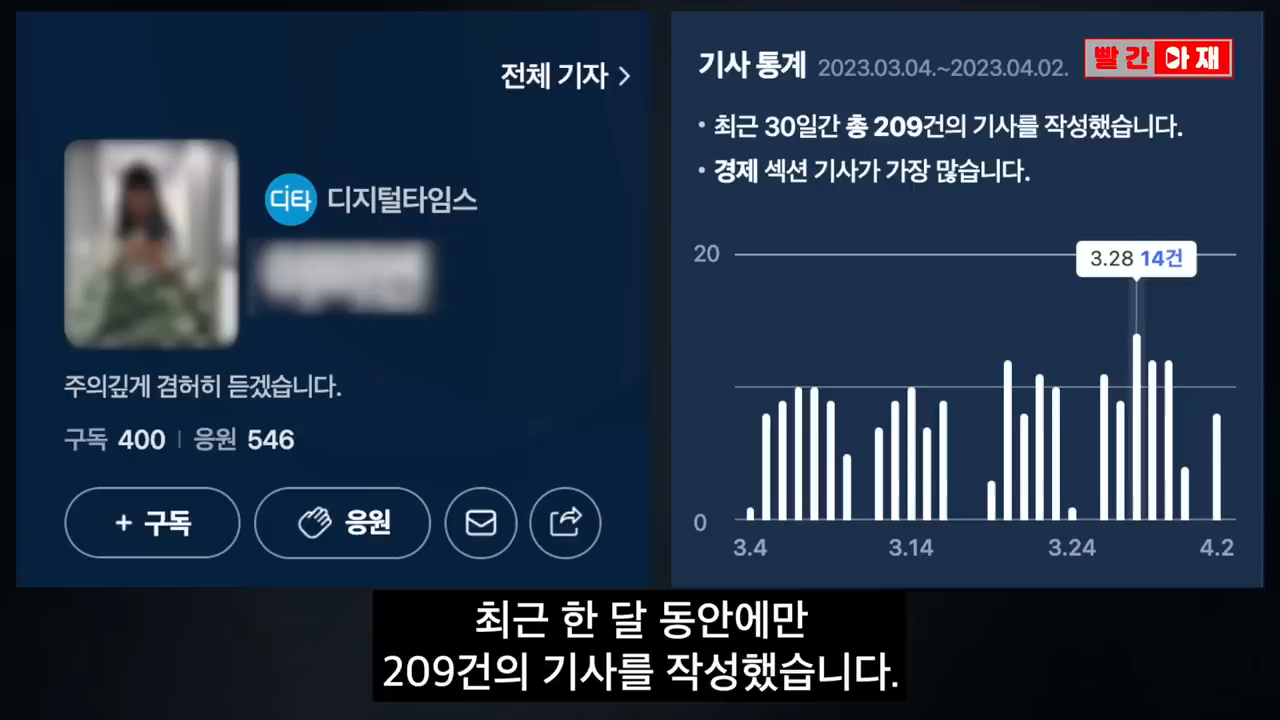 전체 기자 >
디타 디지털타임스
주의깊게 겸허히 듣겠습니다.
구독 400 | 응원 546
+ 구독
응원
기사 통계 2023.03.04.~2023.04.02.
빨간아재
• 최근 30일간 총 209건의 기사를 작성했습니다.
• 경제 섹션 기사가 가장 많습니다.
20
3.28 14건
0
3.4 3.14 3.24 4.2
최근 한 달 동안에만
209건의 기사를 작성했습니다.